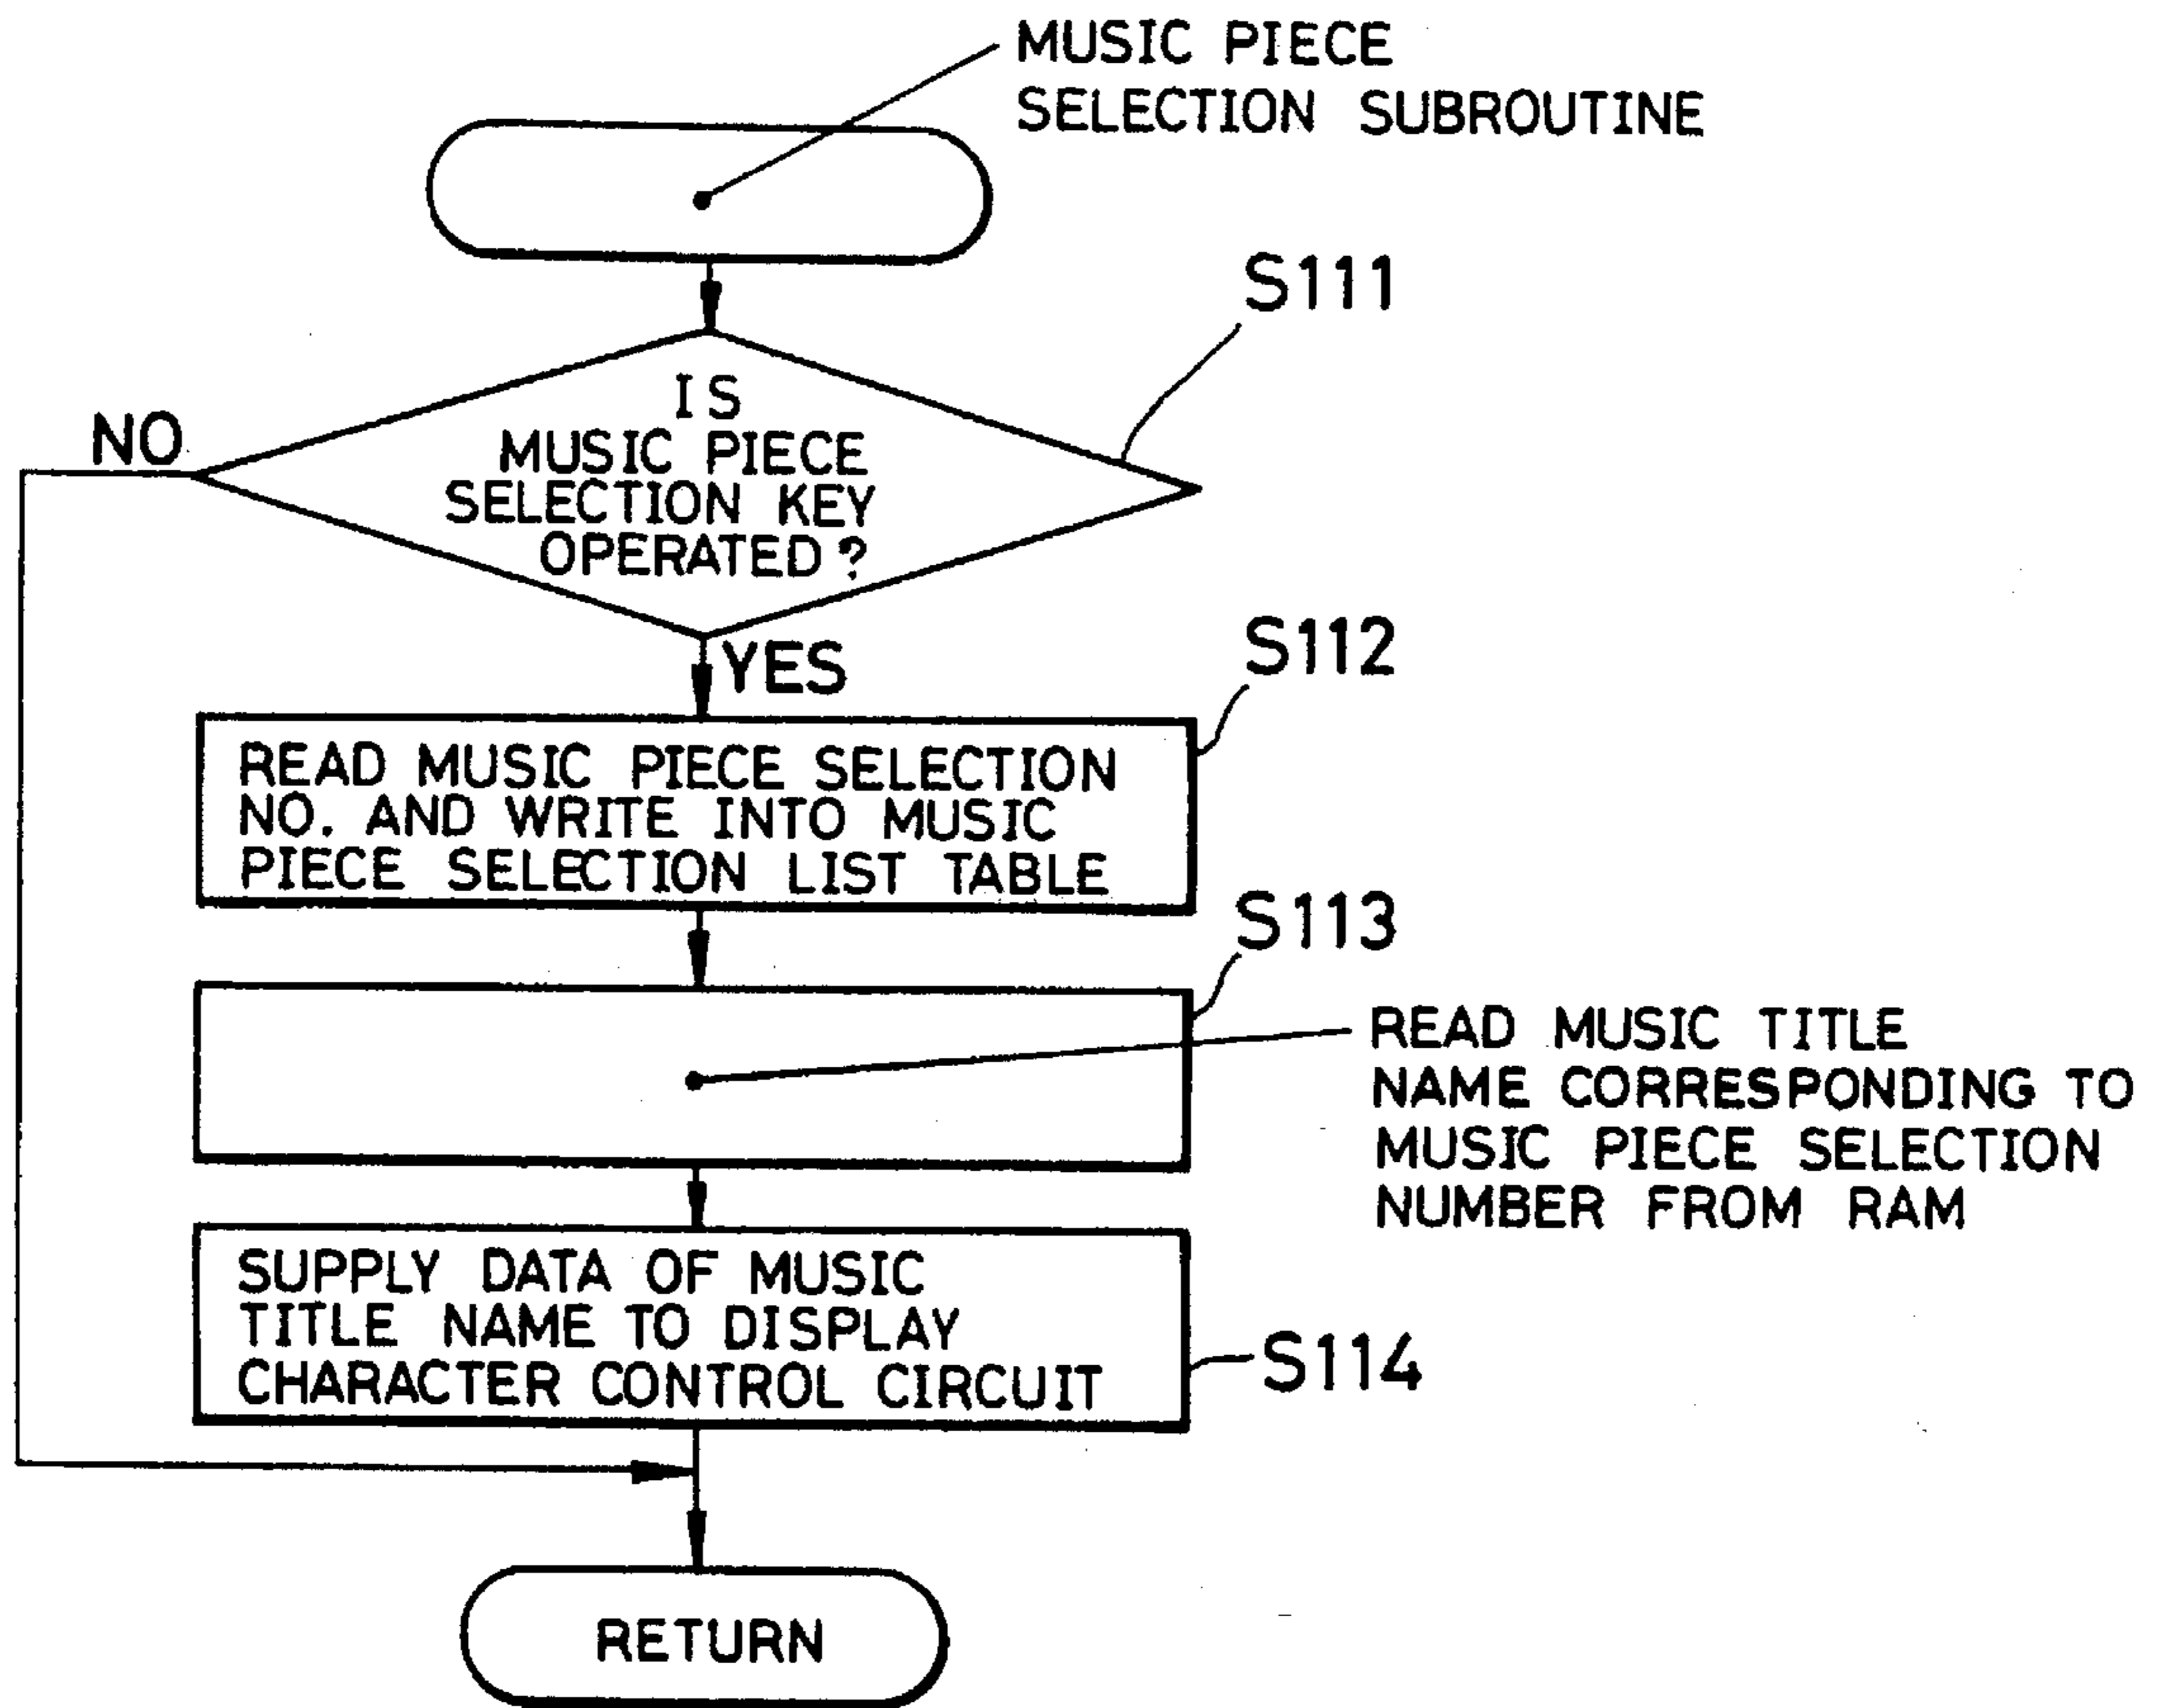 MUSIC PIECE
SELECTION SUBROUTINE
S111
IS
MUSIC PIECE
SELECTION KEY
OPERATED?
NO
YES
S112
READ MUSIC PIECE SELECTION
NO. AND WRITE INTO MUSIC
PIECE SELECTION LIST TABLE
S113
READ MUSIC TITLE
NAME CORRESPONDING TO
MUSIC PIECE SELECTION
NUMBER FROM RAM
SUPPLY DATA OF MUSIC
TITLE NAME TO DISPLAY
CHARACTER CONTROL CIRCUIT
S114
RETURN